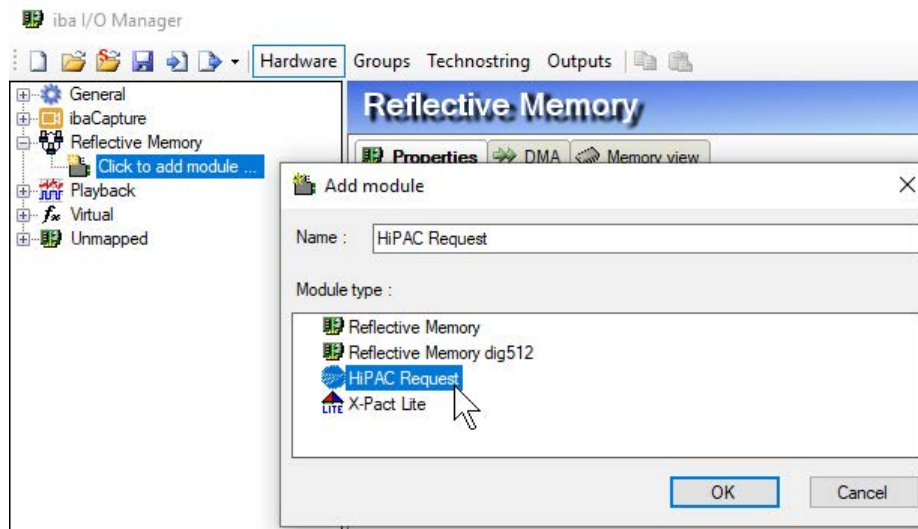 iba I/O Manager
Hardware Groups Technostring Outputs
General
ibaCapture
Reflective Memory
Click to add module ...
Playback
Virtual
Unmapped
Reflective Memory
Properties DMA Memory view
Add module
Name : HiPAC Request
Module type :
Reflective Memory
Reflective Memory dig512
HiPAC Request
LITE X-Pact Lite
OK Cancel